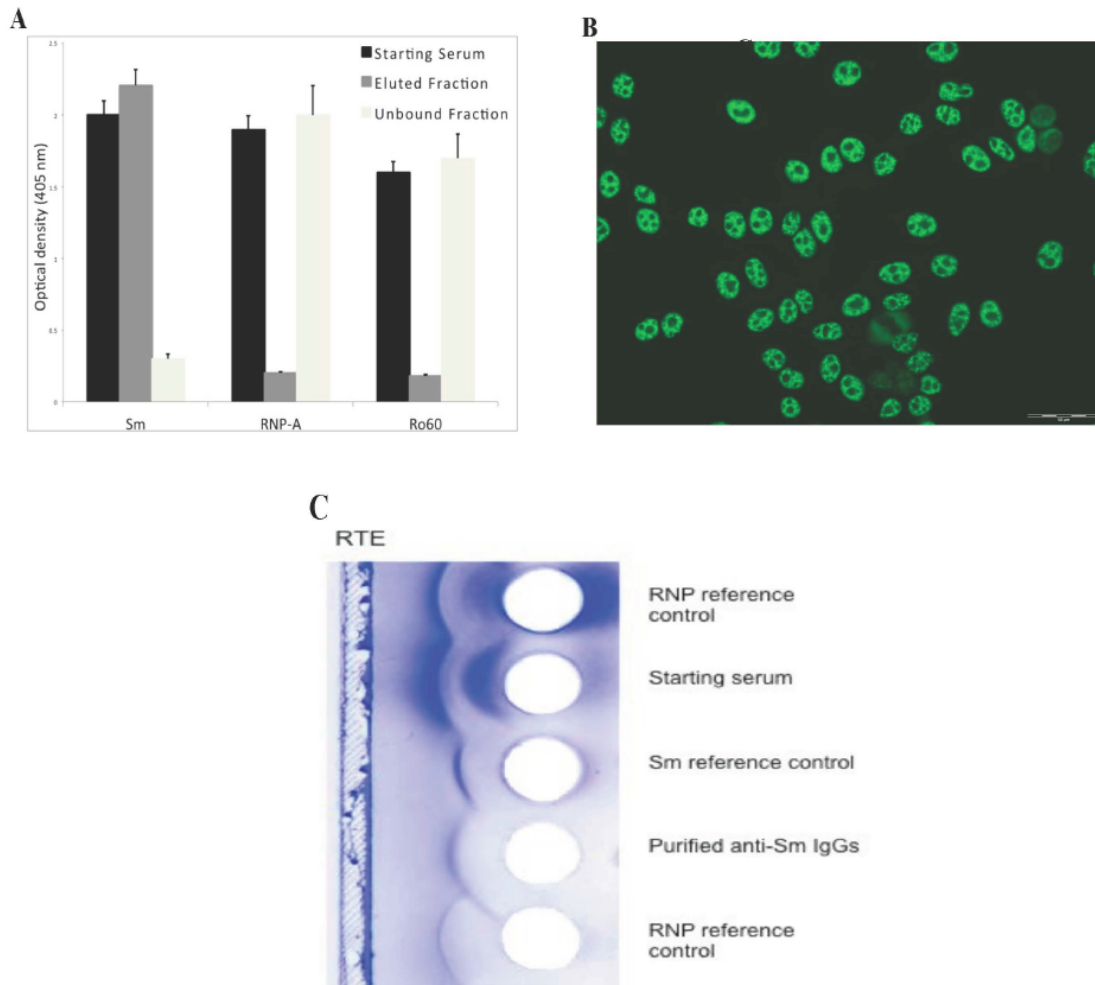 A
2.5
2
1.5
1
0.5
0
Optical density (405 nm)
Starting Serum
Eluted Fraction
Unbound Fraction
Sm RNP-A Ro60
B
C
RTE
RNP reference
control
Starting serum
Sm reference control
Purified anti-Sm IgGs
RNP reference
control